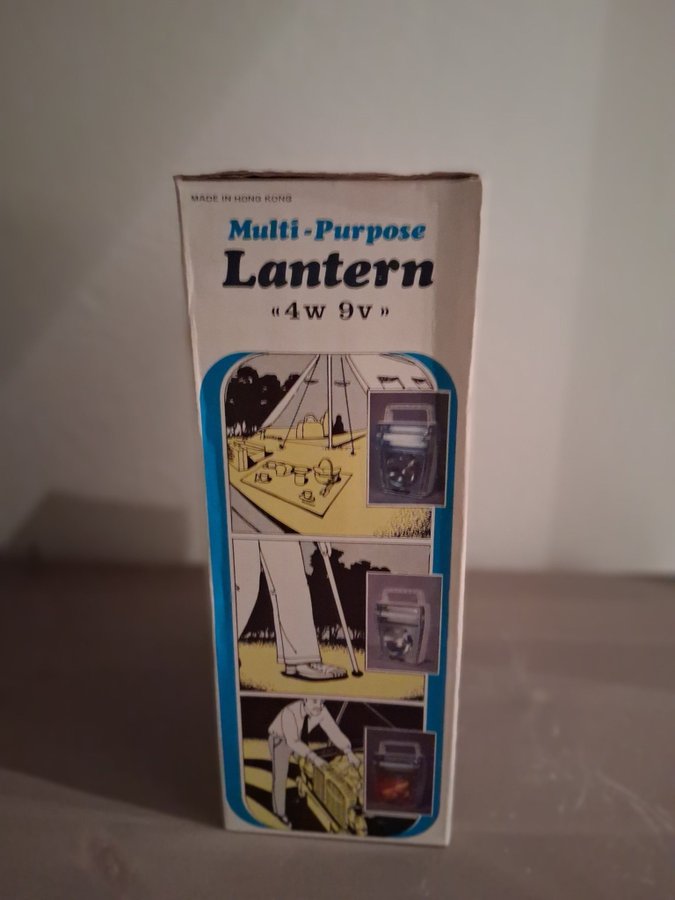 MADE IN HONG KONG
Multi-Purpose
Lantern
«4w 9v»